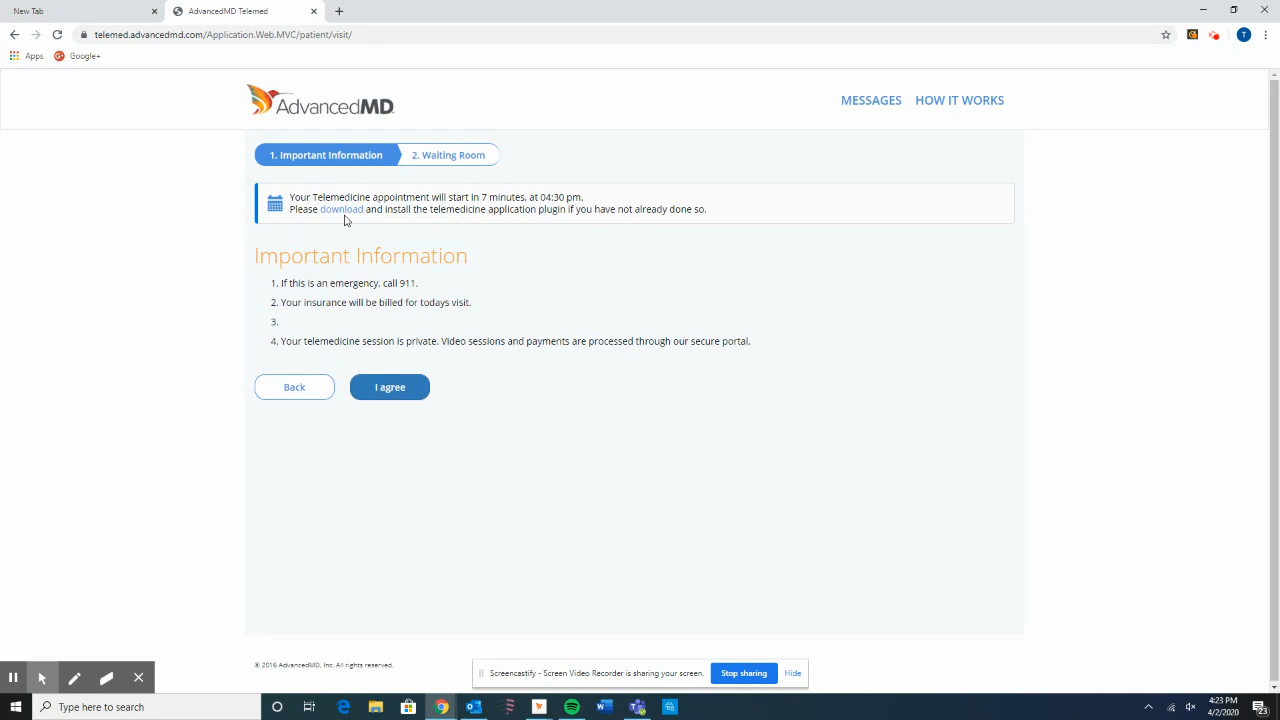 New Tab
AdvancedMD Telemed
telemed.advancedmd.com/Application.Web.MVC/patient/visit/
T
Apps
Google+
AdvancedMD
MESSAGES HOW IT WORKS
1. Important Information
2. Waiting Room
Your Telemedicine appointment will start in 7 minutes, at 04:30 pm.
Please download and install the telemedicine application plugin if you have not already done so.
Important Information
1. If this is an emergency, call 911.
2. Your insurance will be billed for todays visit.
3.
4. Your telemedicine session is private. Video sessions and payments are processed through our secure portal.
Back
I agree
© 2016 AdvancedMD, Inc. All rights reserved.
Screencastify - Screen Video Recorder is sharing your screen.
Stop sharing
Hide
Type here to search
4:23 PM
4/2/2020
23